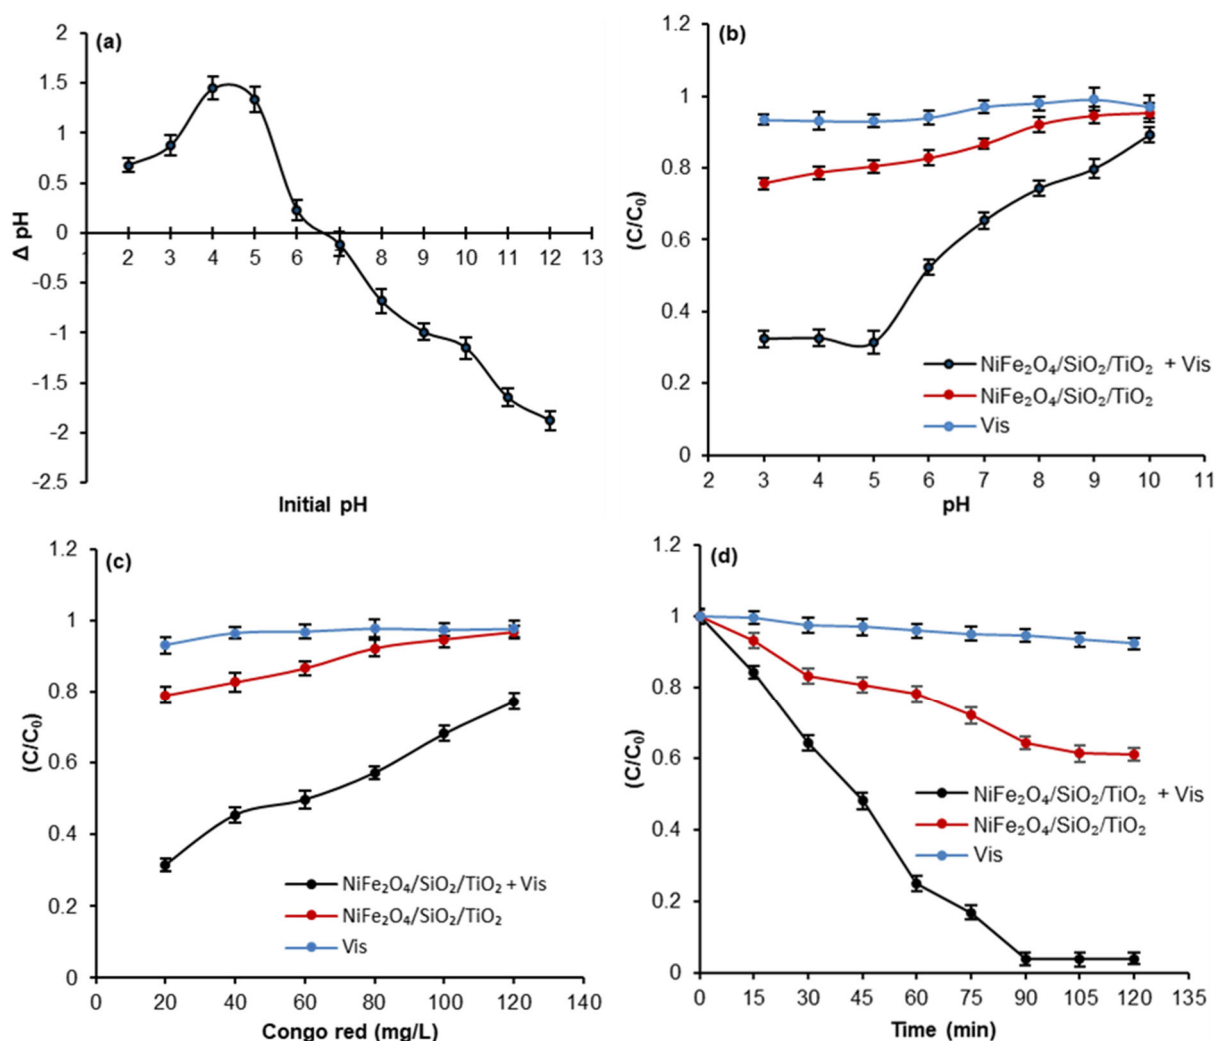 (a)
2
1.5
1
0.5
0
-0.5
-1
-1.5
-2
-2.5
Δ pH
2 3 4 5 6 7 8 9 10 11 12 13
Initial pH
(b)
1.2
1
0.8
0.6
0.4
0.2
0
(C/C₀)
NiFe₂O₄/SiO₂/TiO₂ + Vis
NiFe₂O₄/SiO₂/TiO₂
Vis
2 3 4 5 6 7 8 9 10 11
pH
(c)
1.2
1
0.8
0.6
0.4
0.2
0
(C/C₀)
NiFe₂O₄/SiO₂/TiO₂ + Vis
NiFe₂O₄/SiO₂/TiO₂
Vis
0 20 40 60 80 100 120 140
Congo red (mg/L)
(d)
1.2
1
0.8
0.6
0.4
0.2
0
(C/C₀)
NiFe₂O₄/SiO₂/TiO₂ + Vis
NiFe₂O₄/SiO₂/TiO₂
Vis
0 15 30 45 60 75 90 105 120 135
Time (min)